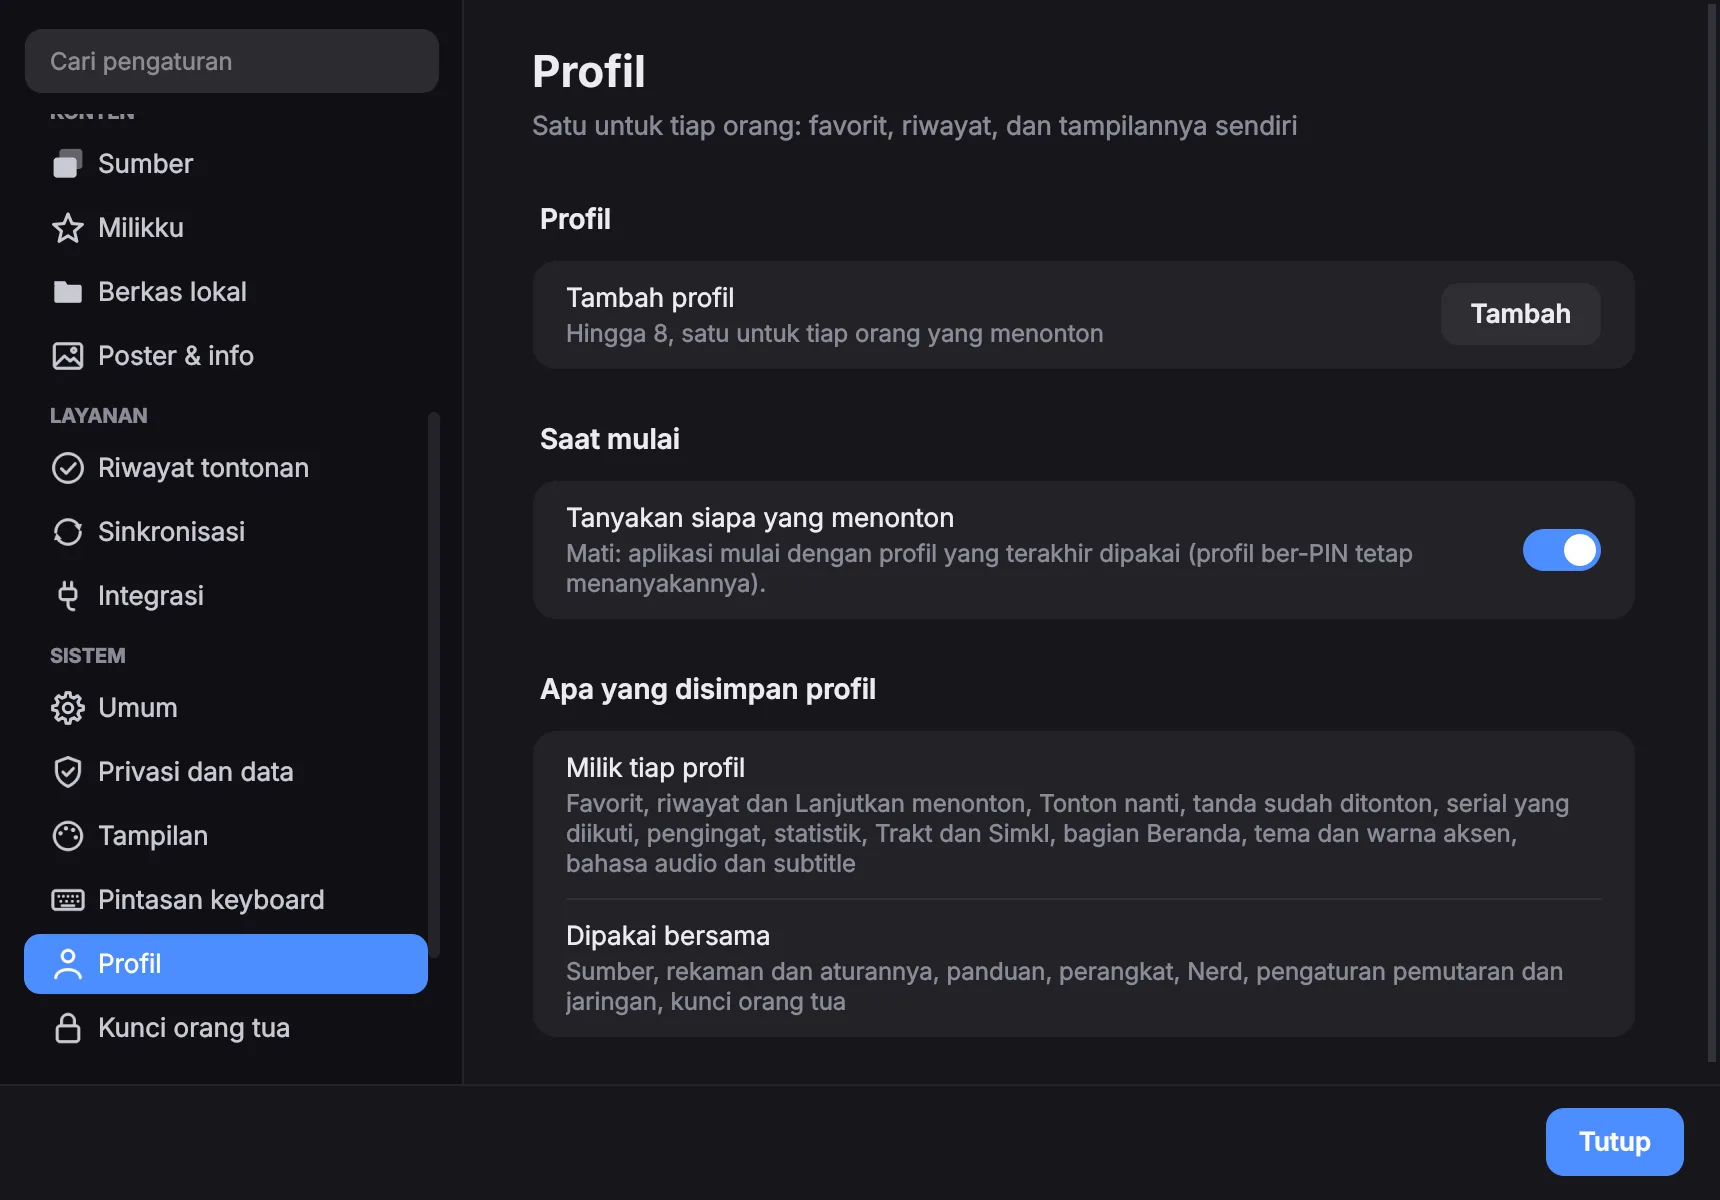 Cari pengaturan
KONTEN
Sumber
Milikku
Berkas lokal
Poster & info
LAYANAN
Riwayat tontonan
Sinkronisasi
Integrasi
SISTEM
Umum
Privasi dan data
Tampilan
Pintasan keyboard
Profil
Kunci orang tua
Profil
Satu untuk tiap orang: favorit, riwayat, dan tampilannya sendiri
Profil
Tambah profil
Hingga 8, satu untuk tiap orang yang menonton
Tambah
Saat mulai
Tanyakan siapa yang menonton
Mati: aplikasi mulai dengan profil yang terakhir dipakai (profil ber-PIN tetap
menanyakannya).
Apa yang disimpan profil
Milik tiap profil
Favorit, riwayat dan Lanjutkan menonton, Tonton nanti, tanda sudah ditonton, serial yang
diikuti, pengingat, statistik, Trakt dan Simkl, bagian Beranda, tema dan warna aksen,
bahasa audio dan subtitle
Dipakai bersama
Sumber, rekaman dan aturannya, panduan, perangkat, Nerd, pengaturan pemutaran dan
jaringan, kunci orang tua
Tutup